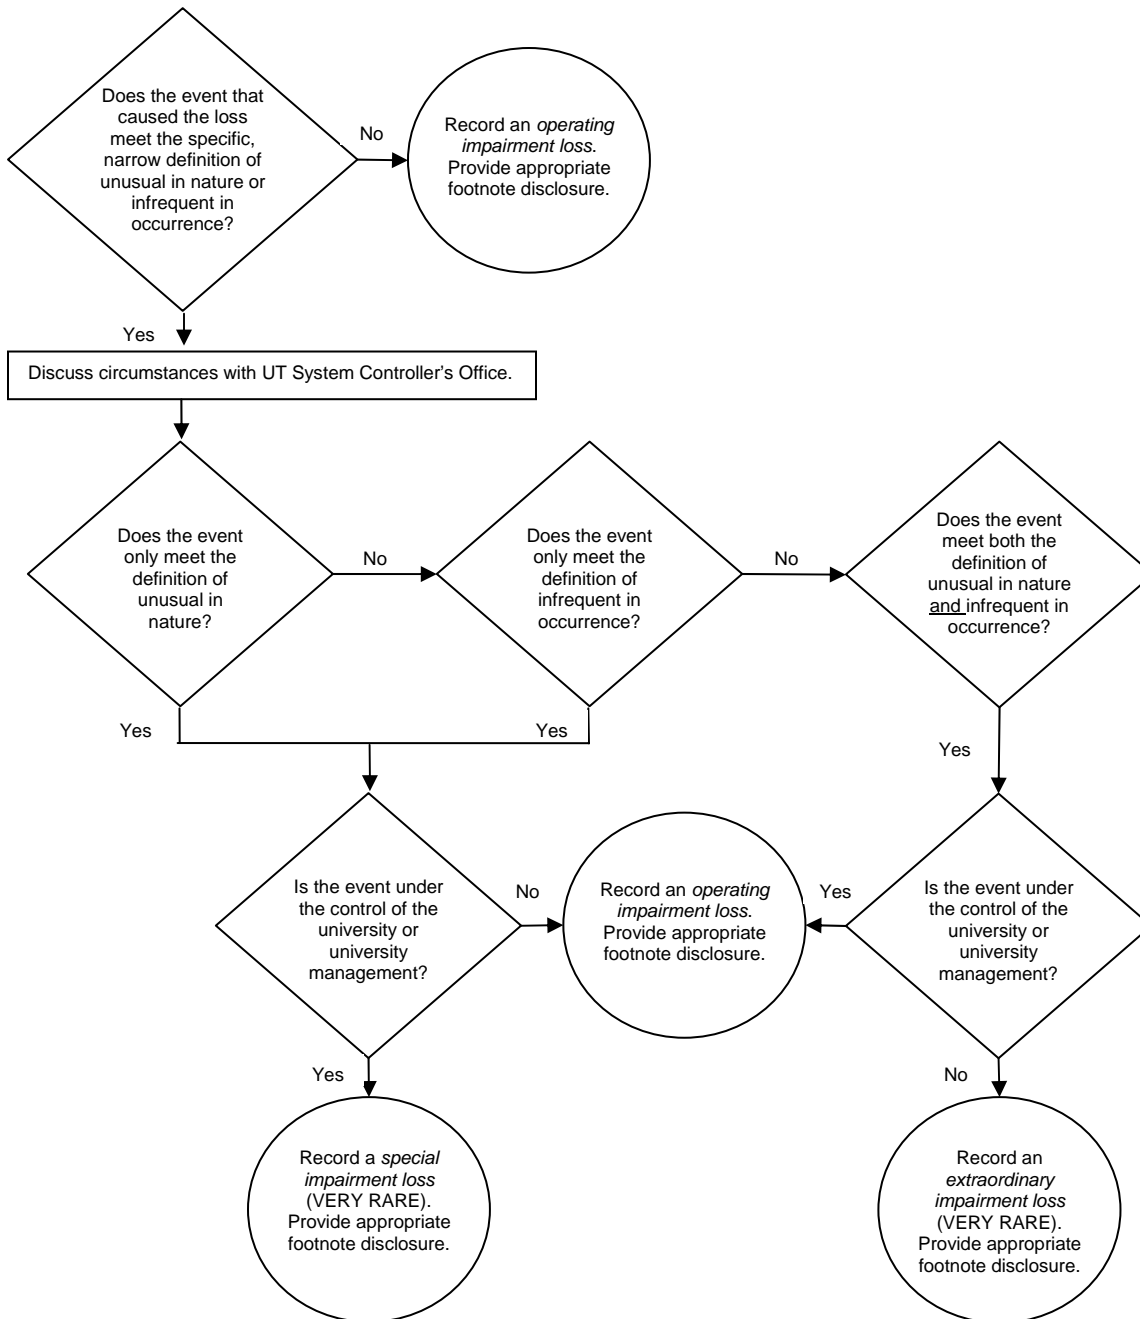 Does the event that
caused the loss
meet the specific,
narrow definition of
unusual in nature or
infrequent in
occurrence?
No
Record an operating
impairment loss.
Provide appropriate
footnote disclosure.
Yes
Discuss circumstances with UT System Controller's Office.
Does the event
only meet the
definition of
unusual in
nature?
No
Does the event
only meet the
definition of
infrequent in
occurrence?
No
Does the event
meet both the
definition of
unusual in nature
and infrequent in
occurrence?
Yes
Yes
Yes
Is the event under
the control of the
university or
university
management?
No
Record an operating
impairment loss.
Provide appropriate
footnote disclosure.
Yes
Is the event under
the control of the
university or
university
management?
Yes
No
Record a special
impairment loss
(VERY RARE).
Provide appropriate
footnote disclosure.
Record an
extraordinary
impairment loss
(VERY RARE).
Provide appropriate
footnote disclosure.